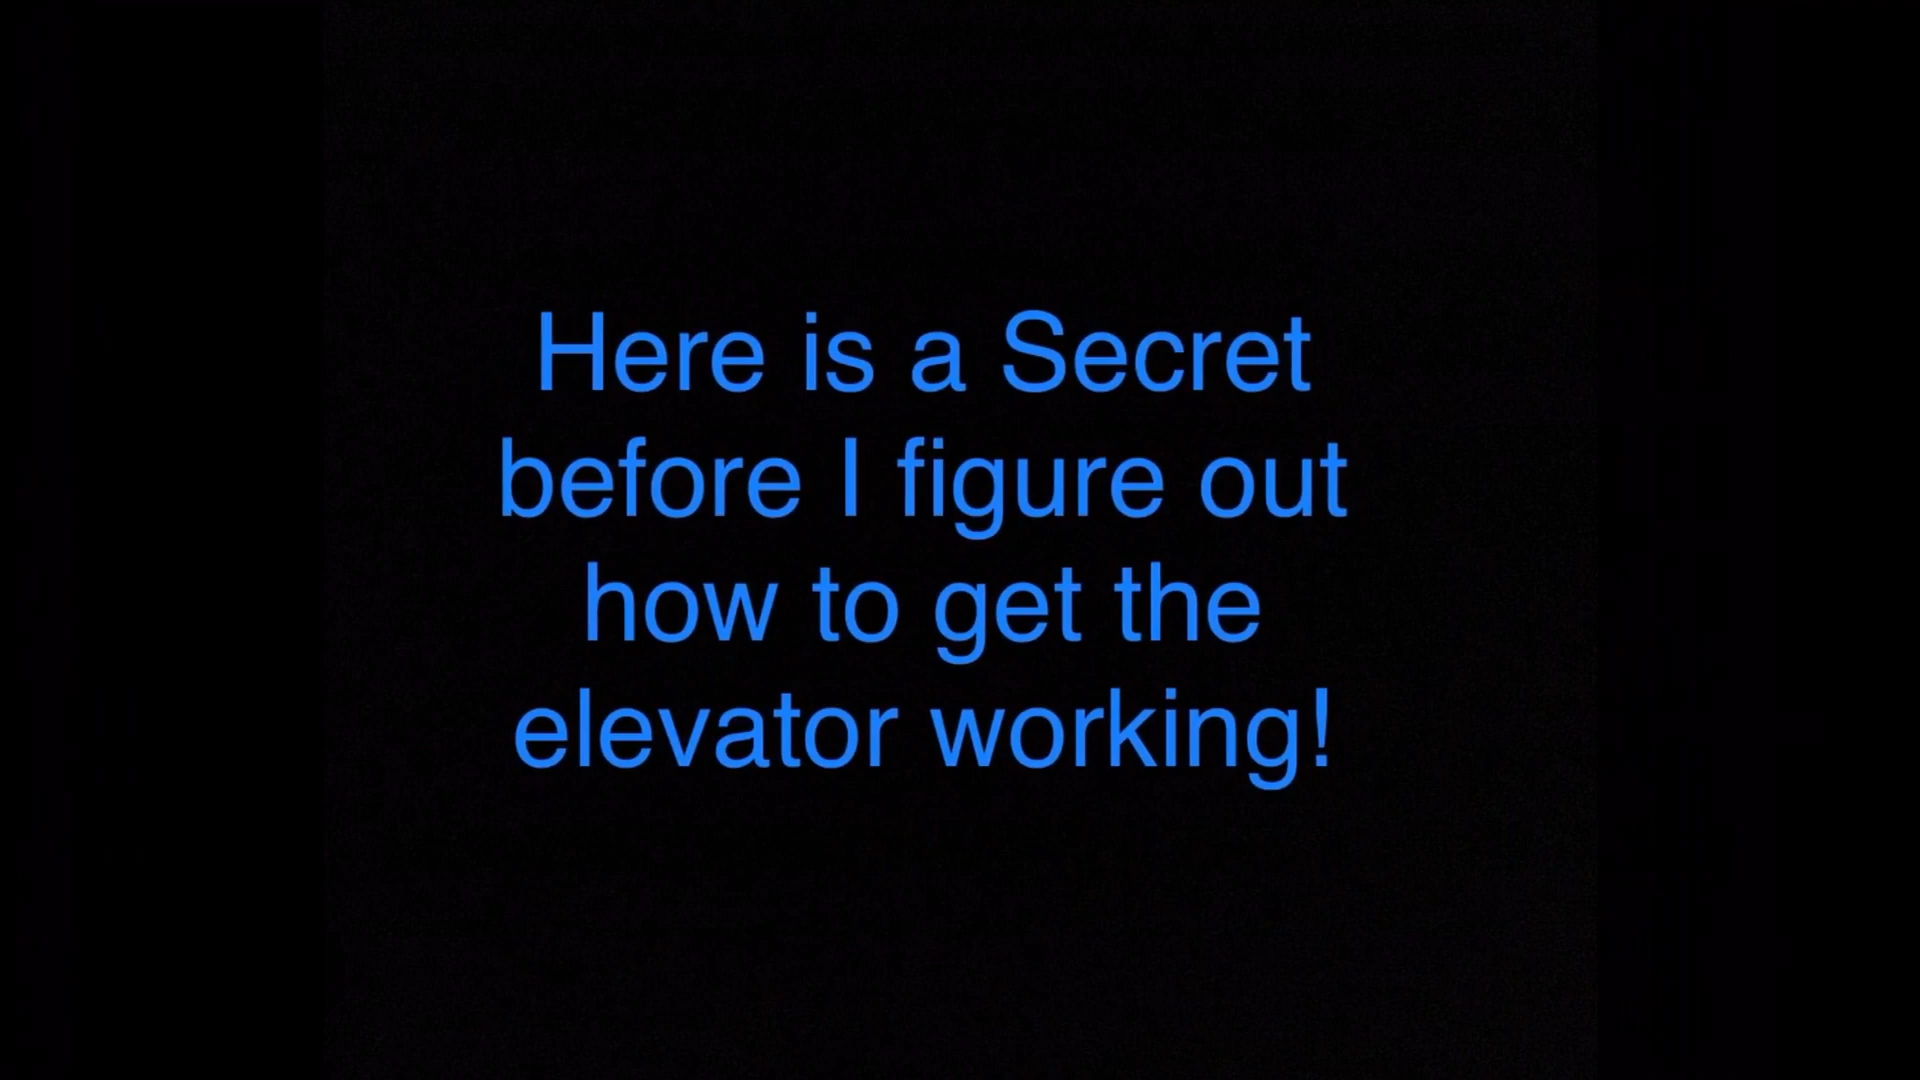 Here is a Secret
before I figure out
how to get the
elevator working!